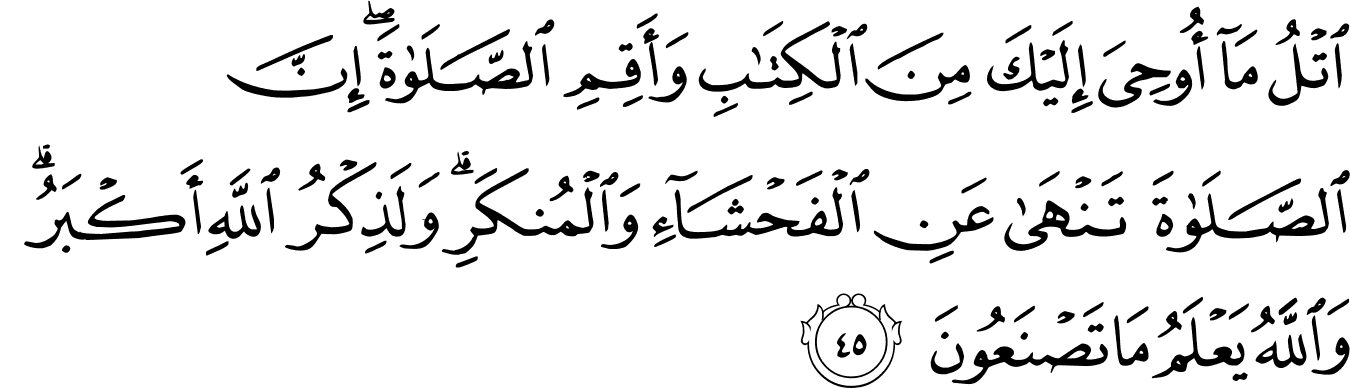 ٱتْلُ مَآ أُوحِىَ إِلَيْكَ مِنَ ٱلْكِتَٰبِ وَأَقِمِ ٱلصَّلَوٰةَ ۖ إِنَّ
ٱلصَّلَوٰةَ تَنْهَىٰ عَنِ ٱلْفَحْشَآءِ وَٱلْمُنكَرِ ۗ وَلَذِكْرُ ٱللَّهِ أَكْبَرُ ۗ
وَٱللَّهُ يَعْلَمُ مَا تَصْنَعُونَ ٤٥